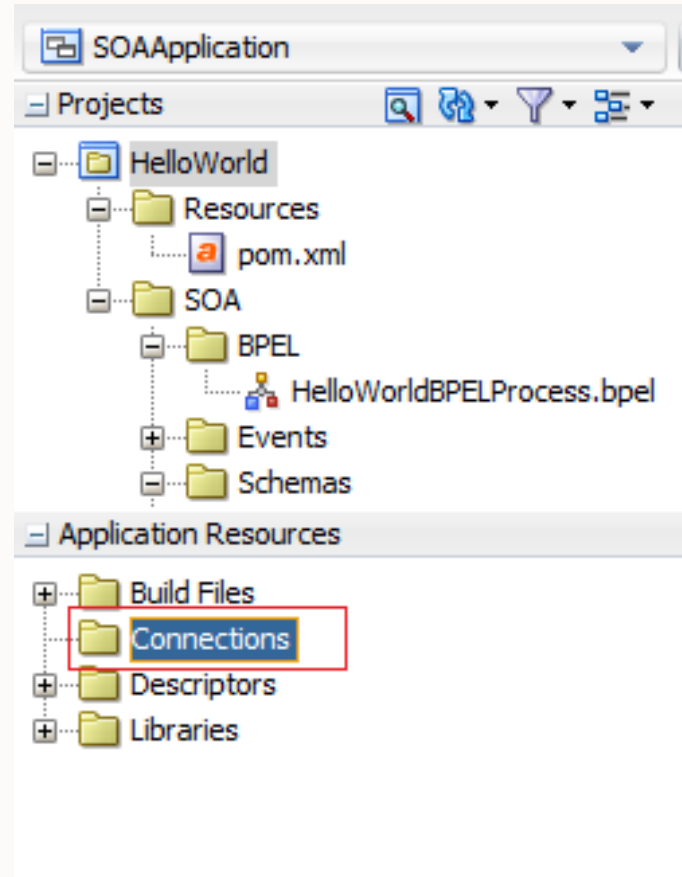 SOAApplication
Projects
HelloWorld
Resources
pom.xml
SOA
BPEL
HelloWorldBPELProcess.bpel
Events
Schemas
Application Resources
Build Files
Connections
Descriptors
Libraries